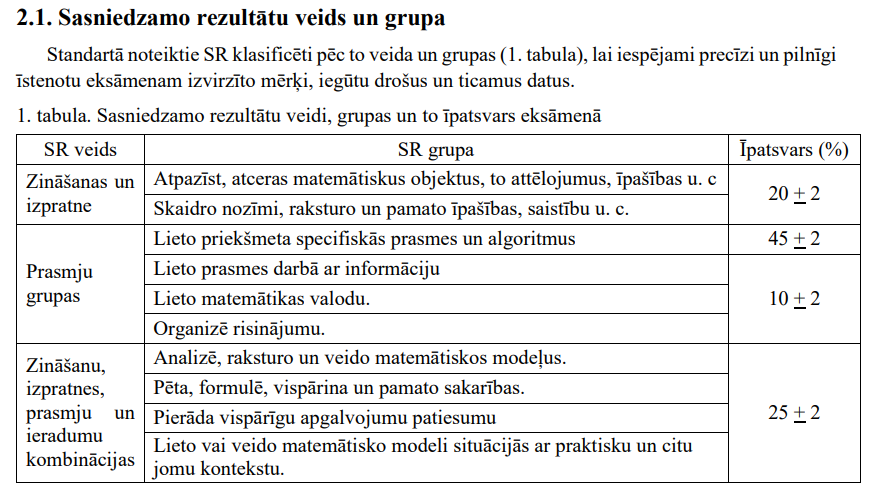 2.1. Sasniedzamo rezultātu veids un grupa
Standartā noteiktie SR klasificēti pēc to veida un grupas (1. tabula), lai iespējami precīzi un pilnīgi
īstenotu eksāmenam izvirzīto mērķi, iegūtu drošus un ticamus datus.
1. tabula. Sasniedzamo rezultātu veidi, grupas un to īpatsvars eksāmenā
SR veids SR grupa Īpatsvars (%)
Zināšanas un
izpratne
Atpazīst, atceras matemātiskus objektus, to attēlojumus, īpašības u. c
Skaidro nozīmi, raksturo un pamato īpašības, saistību u. c.
20 ± 2
Prasmju
grupas
Lieto priekšmeta specifiskās prasmes un algoritmus
45 ± 2
Lieto prasmes darbā ar informāciju
Lieto matemātikas valodu.
Organizē risinājumu.
10 ± 2
Zināšanu,
izpratnes,
prasmju un
ieradumu
kombinācijas
Analizē, raksturo un veido matemātiskos modeļus.
Pēta, formulē, vispārina un pamato sakarības.
Pierāda vispārīgu apgalvojumu patiesumu
Lieto vai veido matemātisko modeli situācijās ar praktisku un citu
jomu kontekstu.
25 ± 2